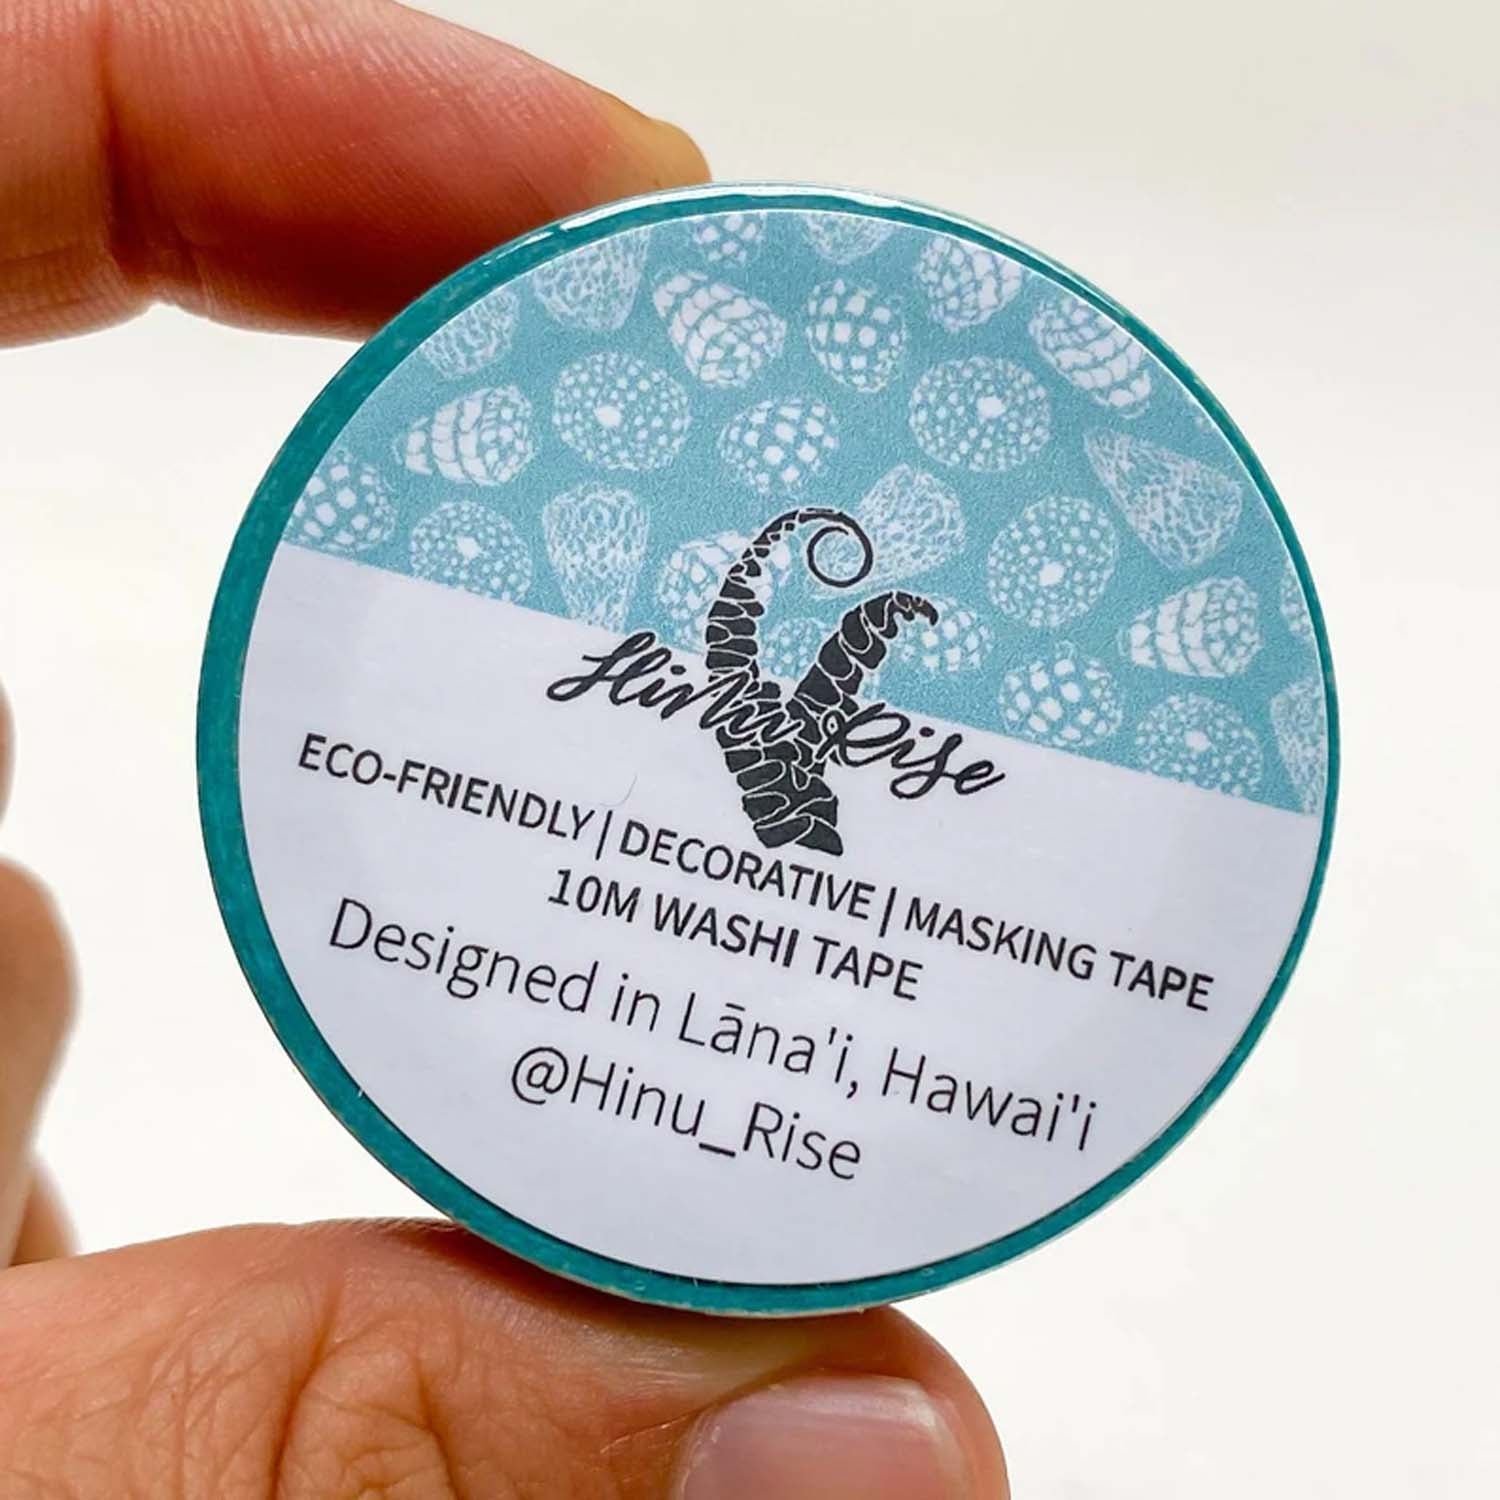 Hinu Rise
ECO-FRIENDLY | DECORATIVE | MASKING TAPE
10M WASHI TAPE
Designed in Lāna'i, Hawai'i
@Hinu_Rise